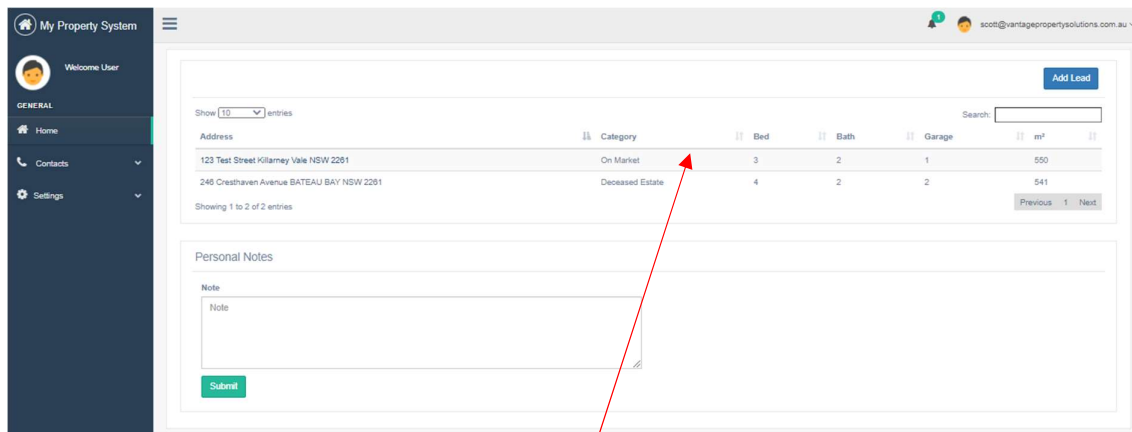 My Property System
1
scott@vantagepropertysolutions.com.au
Welcome User
Add Lead
GENERAL
Show 10 entries
Search:
Home
Address Category Bed Bath Garage m²
Contacts
123 Test Street Killarney Vale NSW 2261 On Market 3 2 1 550
246 Cresthaven Avenue BATEAU BAY NSW 2261 Deceased Estate 4 2 2 541
Settings
Showing 1 to 2 of 2 entries
Previous 1 Next
Personal Notes
Note
Note
Submit